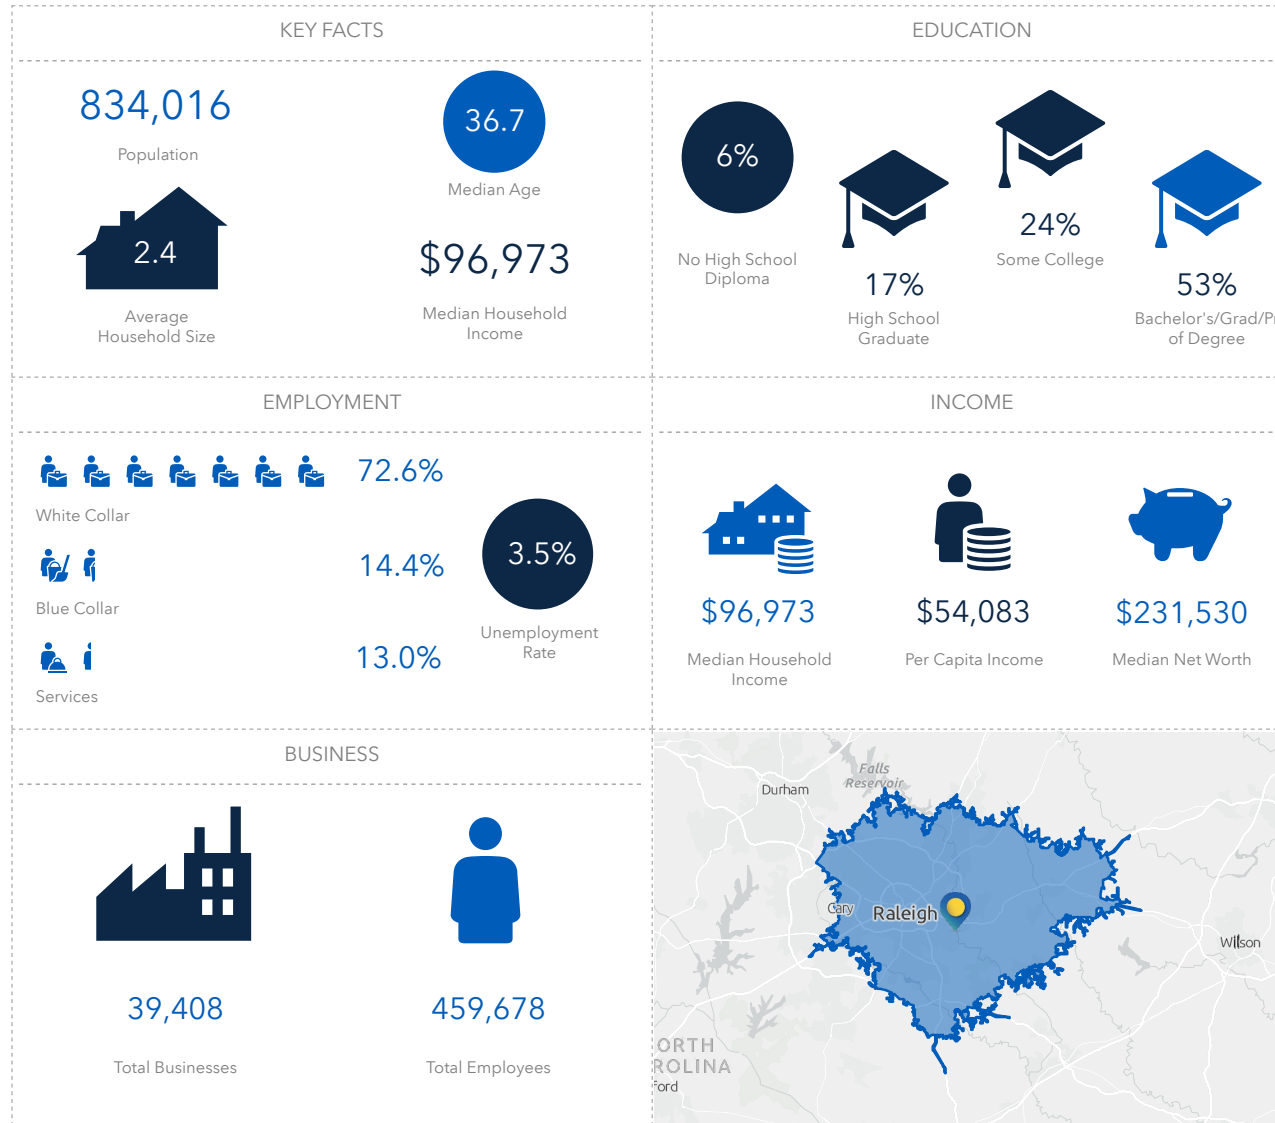 KEY FACTS
834,016
Population
36.7
Median Age
2.4
Average
Household Size
$96,973
Median Household
Income
EDUCATION
6%
No High School
Diploma
17%
High School
Graduate
24%
Some College
53%
Bachelor's/Grad/Pr
of Degree
EMPLOYMENT
72.6%
White Collar
14.4%
Blue Collar
13.0%
Services
3.5%
Unemployment
Rate
INCOME
$96,973
Median Household
Income
$54,083
Per Capita Income
$231,530
Median Net Worth
BUSINESS
39,408
Total Businesses
459,678
Total Employees
Falls
Reservoir
Durham
Cary
Raleigh
Wilson
ORTH
ROLINA
ford